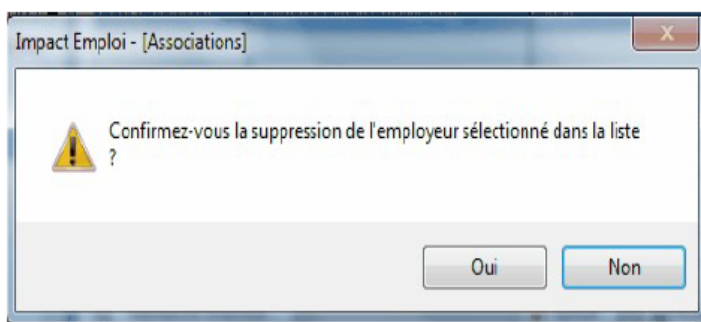 Impact Emploi - [Associations]
Confirmez-vous la suppression de l'employeur sélectionné dans la liste
?
Oui
Non